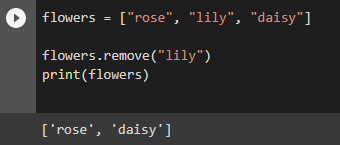 flowers = ["rose", "lily", "daisy"]
flowers.remove("lily")
print(flowers)
['rose', 'daisy']